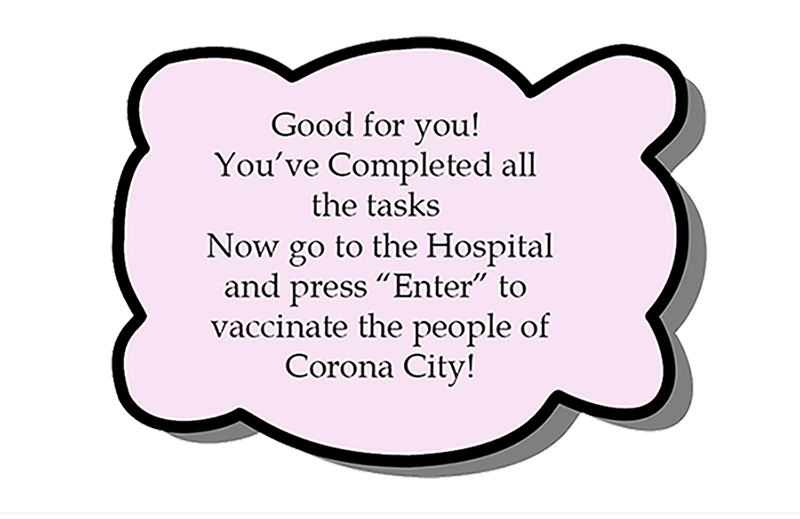 Good for you!
You’ve Completed all
the tasks
Now go to the Hospital
and press “Enter” to
vaccinate the people of
Corona City!